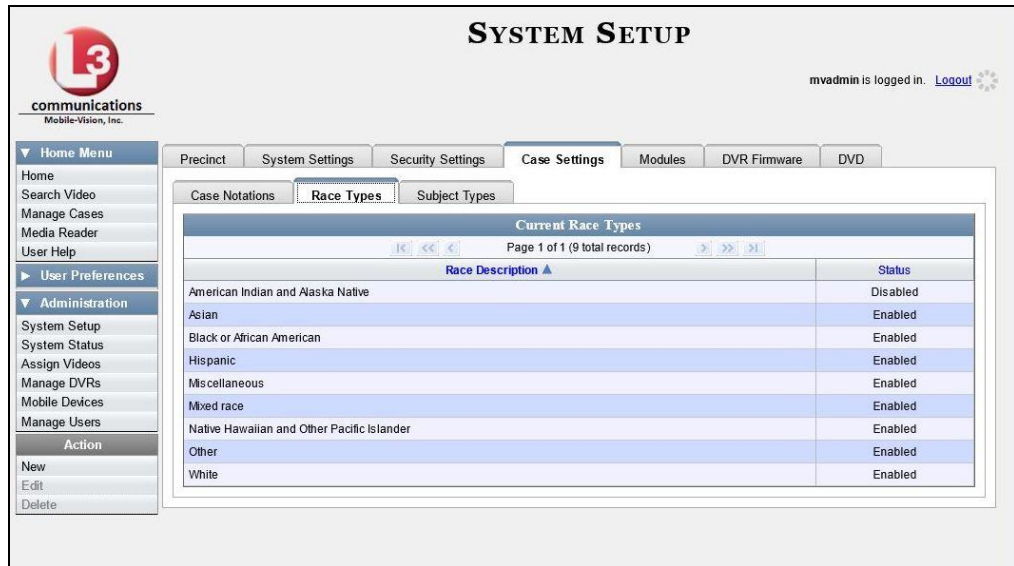 SYSTEM SETUP
L3
communications
Mobile-Vision, Inc.
mvadmin is logged in. Logout
Home Menu
Home
Search Video
Manage Cases
Media Reader
User Help
User Preferences
Administration
System Setup
System Status
Assign Videos
Manage DVRs
Mobile Devices
Manage Users
Action
New
Edit
Delete
Precinct System Settings Security Settings Case Settings Modules DVR Firmware DVD
Case Notations Race Types Subject Types
Current Race Types
|< << < Page 1 of 1 (9 total records) > >> >|
Race Description ▲ Status
American Indian and Alaska Native Disabled
Asian Enabled
Black or African American Enabled
Hispanic Enabled
Miscellaneous Enabled
Mixed race Enabled
Native Hawaiian and Other Pacific Islander Enabled
Other Enabled
White Enabled